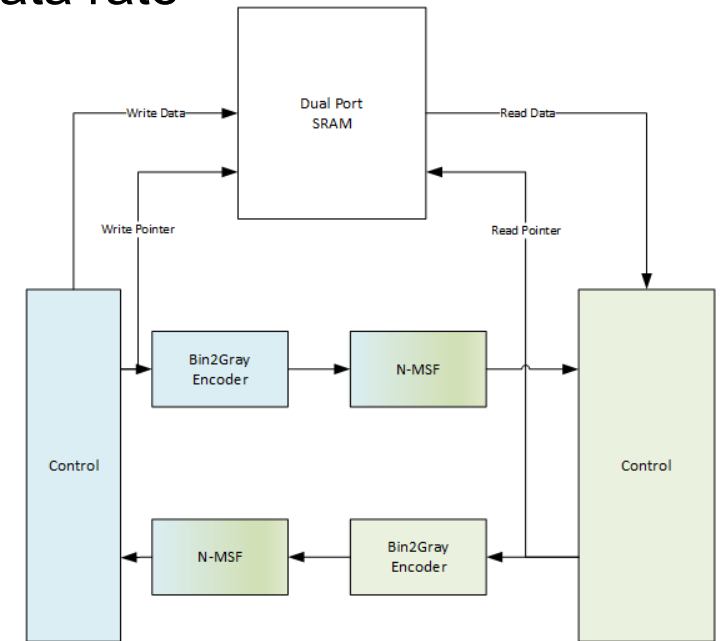 ata rate
Dual Port
SRAM
Write Data
Read Data
Write Pointer
Read Pointer
Bin2Gray
Encoder
N-MSF
Control
Control
N-MSF
Bin2Gray
Encoder